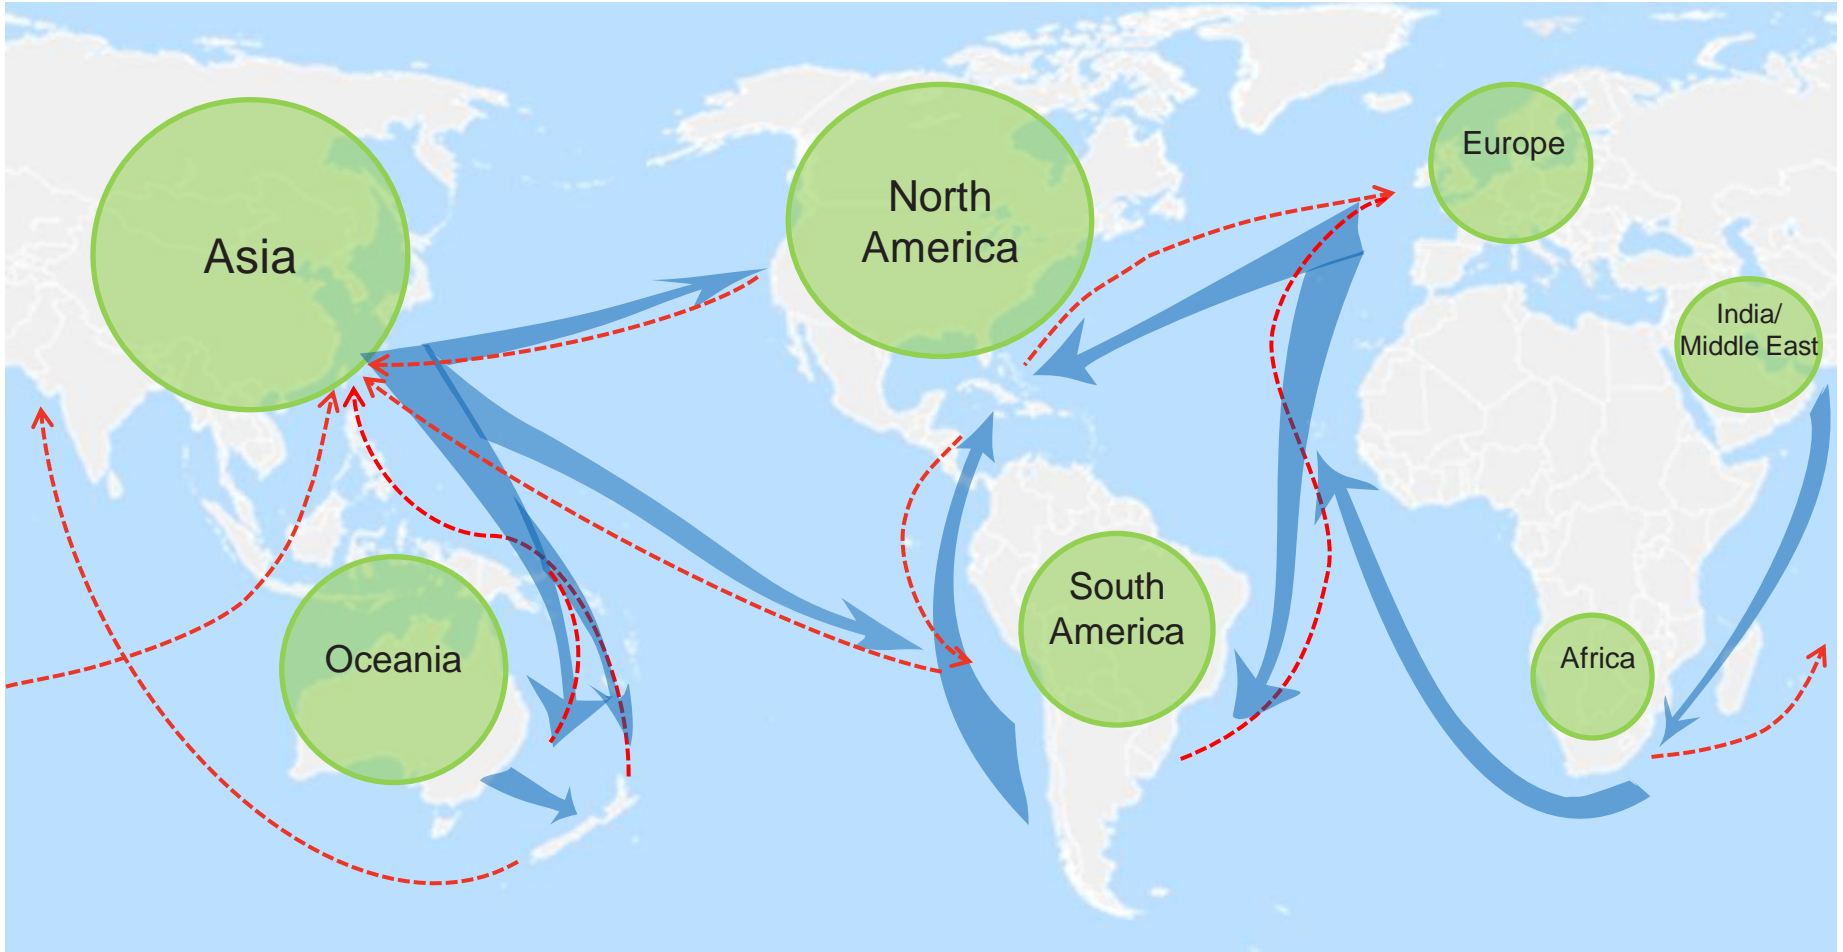 Asia
North
America
Europe
India/
Middle East
Oceania
South
America
Africa